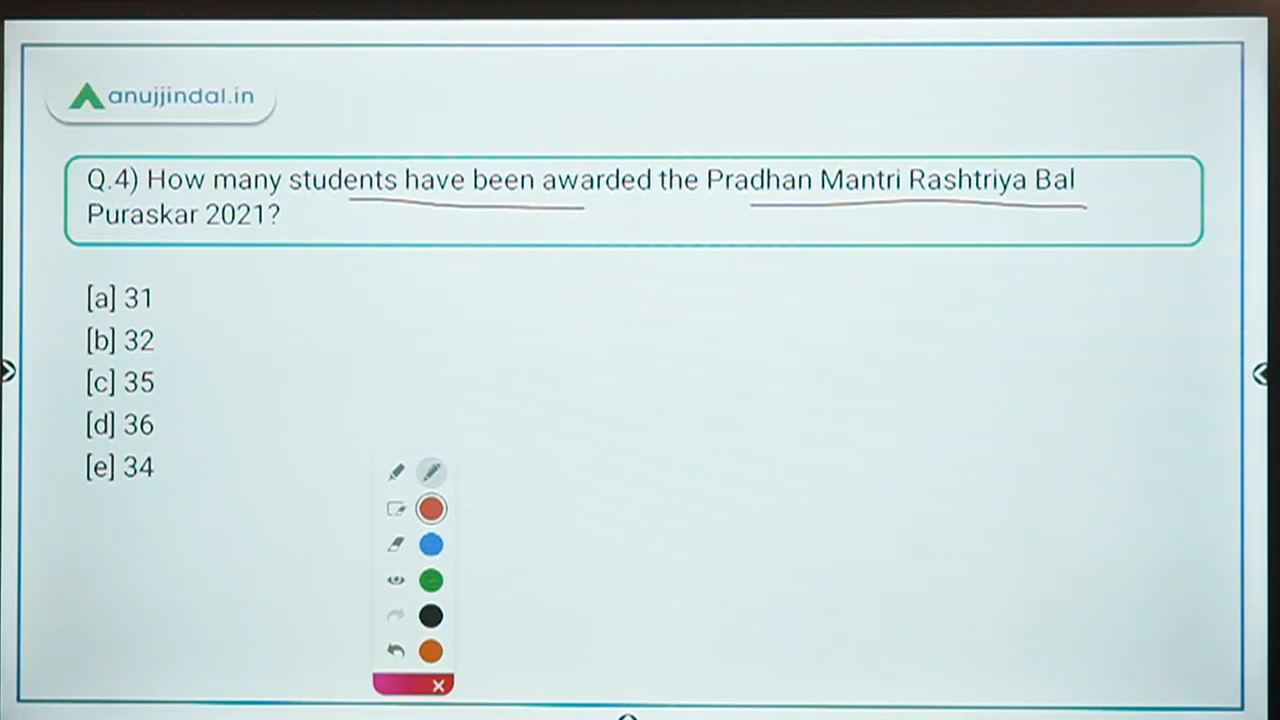 anujjindal.in
Q.4) How many students have been awarded the Pradhan Mantri Rashtriya Bal
Puraskar 2021?
[a] 31
[b] 32
[c] 35
[d] 36
[e] 34